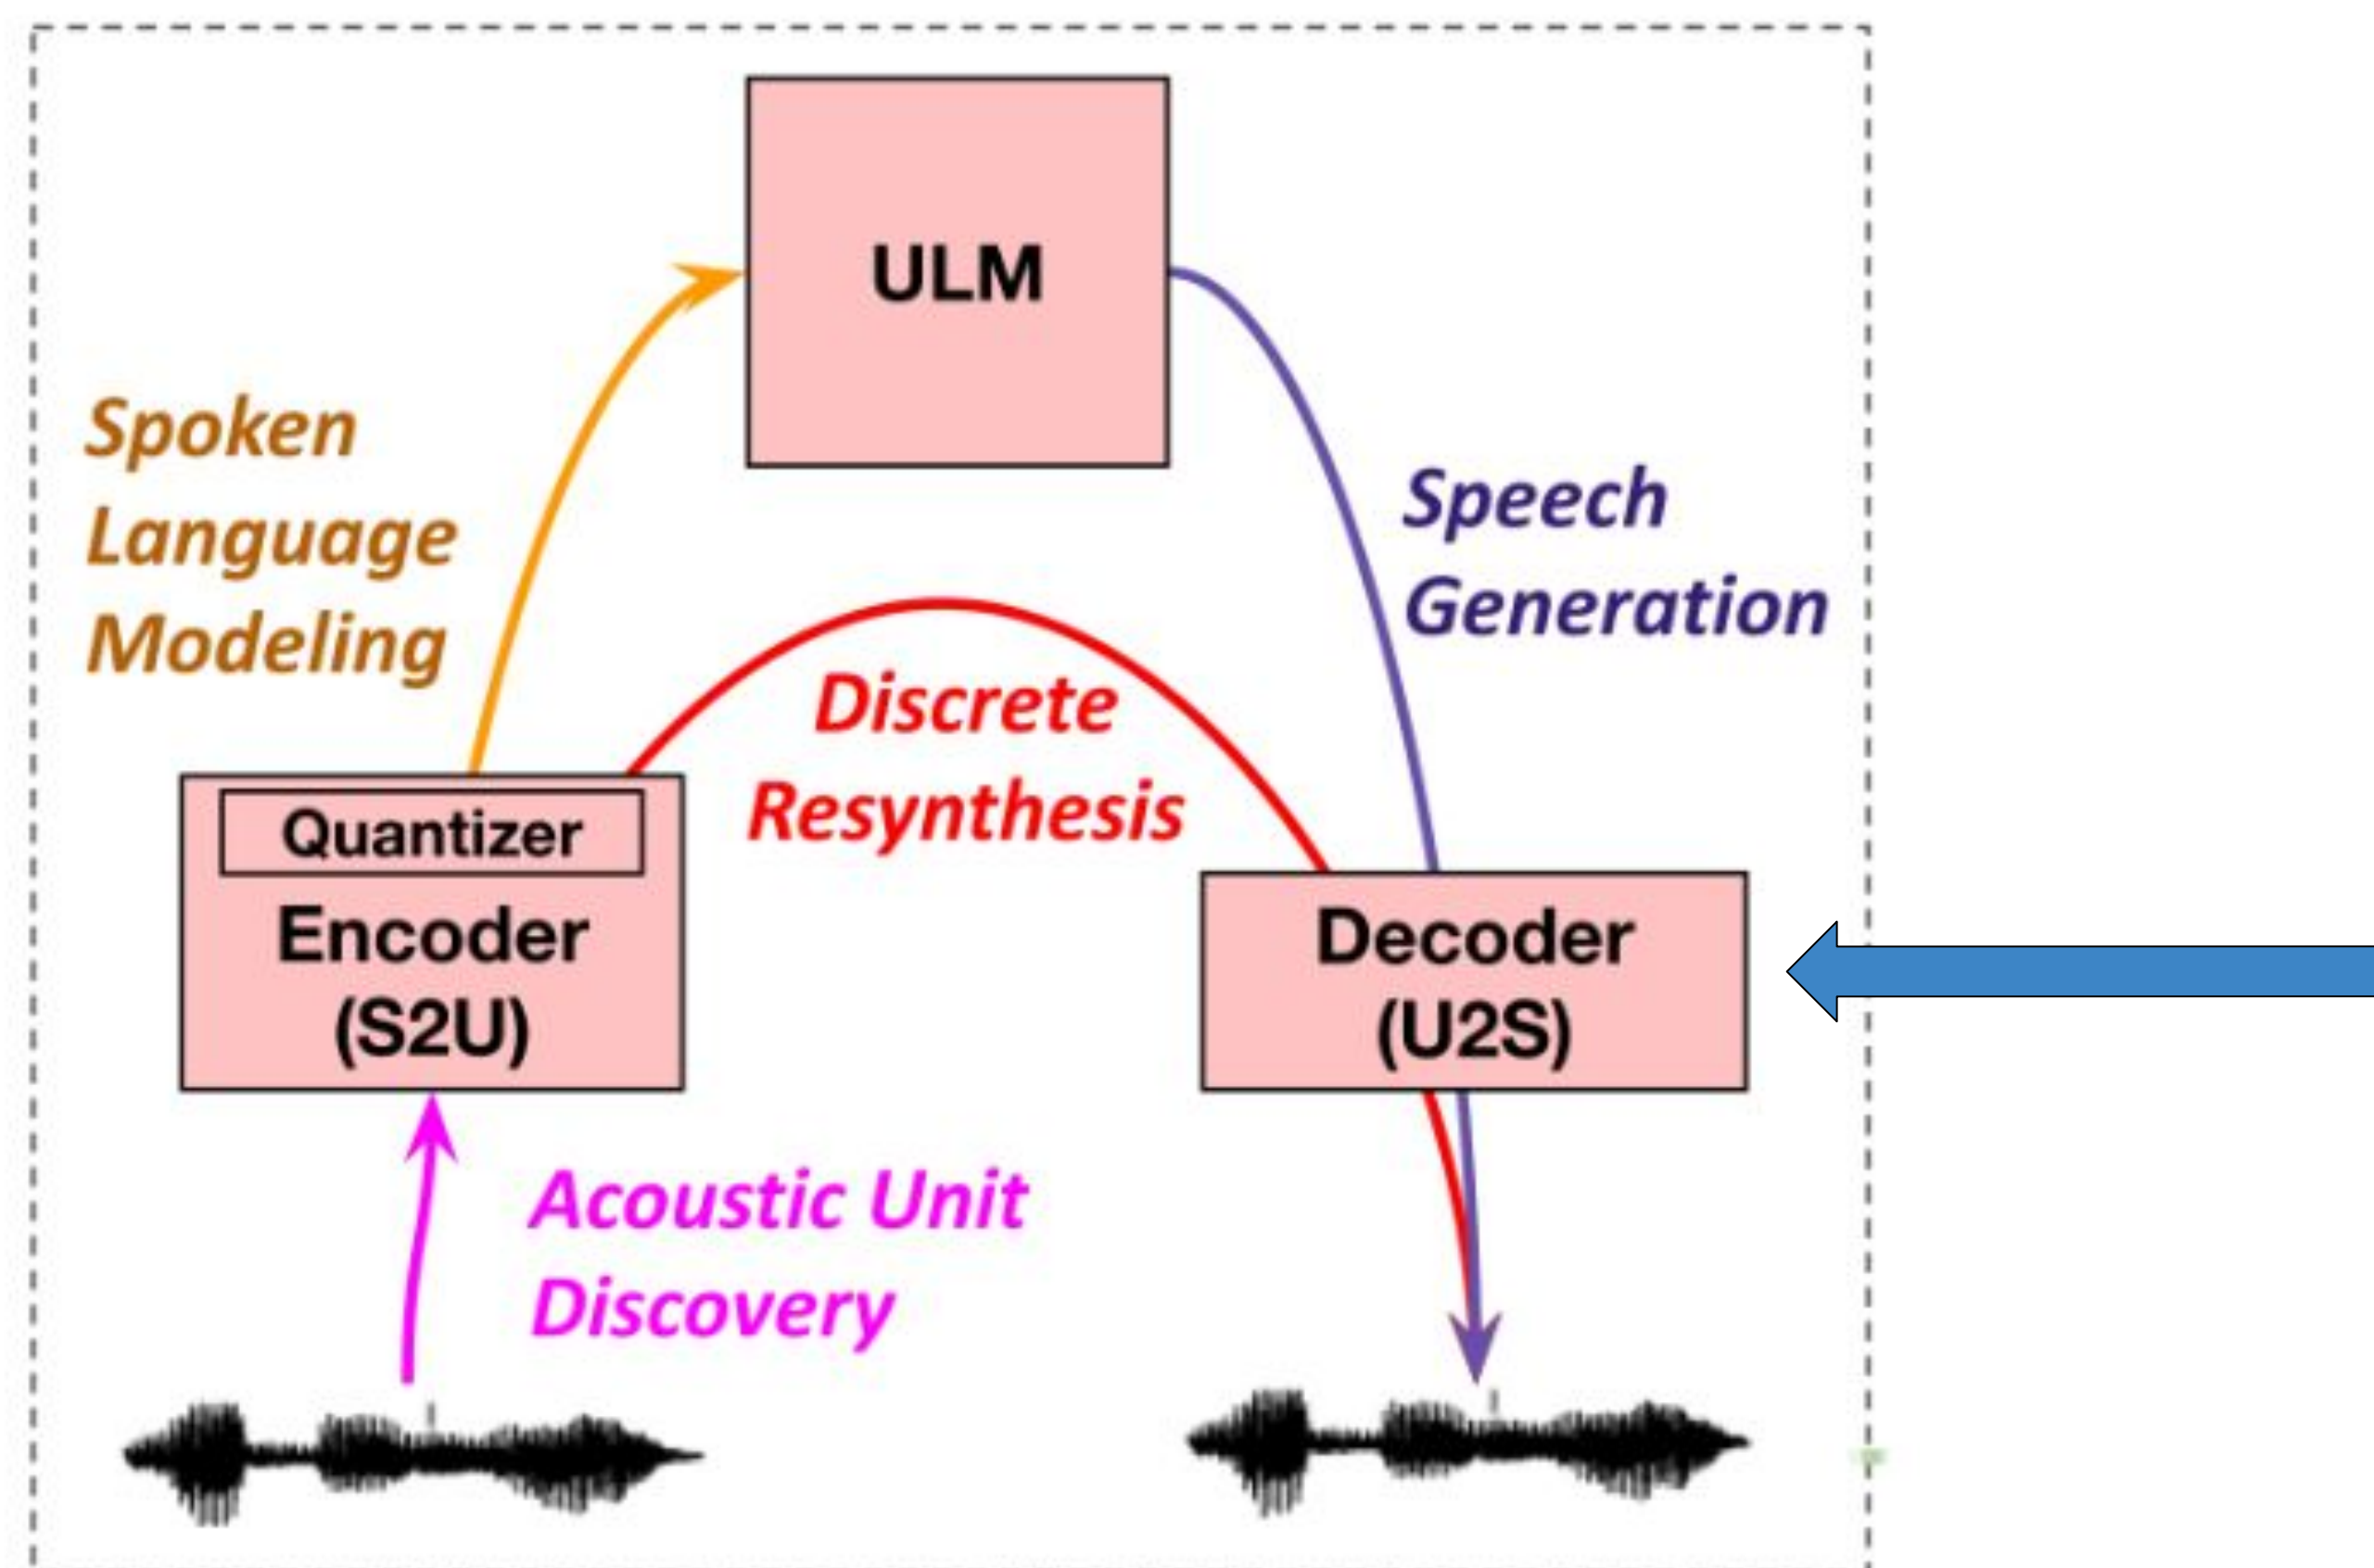 ULM
Spoken
Language
Modeling
Speech
Generation
Discrete
Resynthesis
Quantizer
Encoder
(S2U)
Decoder
(U2S)
Acoustic Unit
Discovery